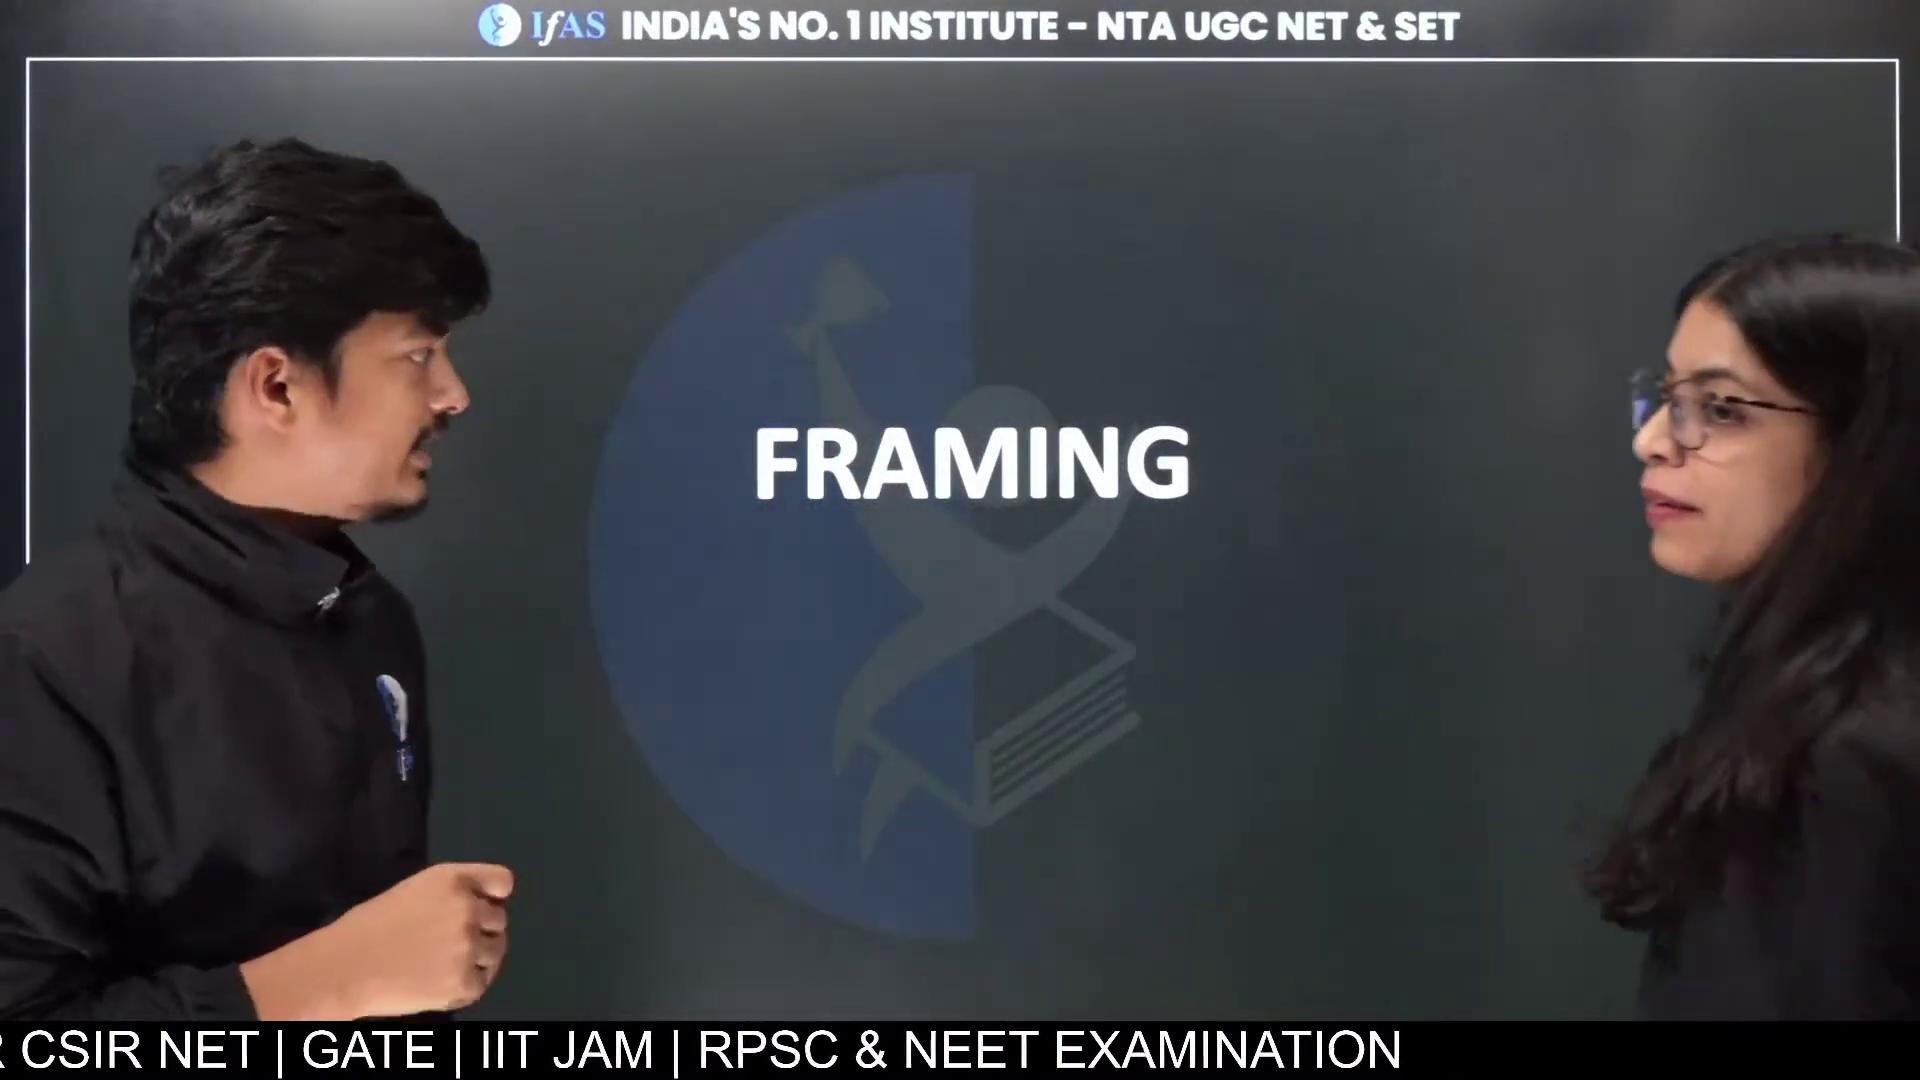 IfAS INDIA'S NO. 1 INSTITUTE - NTA UGC NET & SET
FRAMING
R CSIR NET | GATE | IIT JAM | RPSC & NEET EXAMINATION